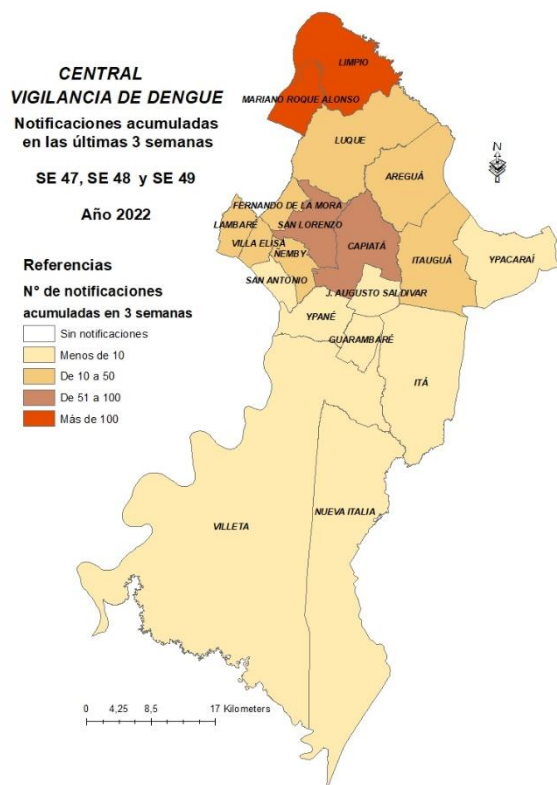 CENTRAL
VIGILANCIA DE DENGUE
Notificaciones acumuladas
en las últimas 3 semanas
SE 47, SE 48 y SE 49
Año 2022
Referencias
N° de notificaciones
acumuladas en 3 semanas
Sin notificaciones
Menos de 10
De 10 a 50
De 51 a 100
Más de 100
N
LIMPIO
MARIANO ROQUE ALONSO
LUQUE
AREGUÁ
FERNANDO DE LA MORA
LAMBARÉ
SAN LORENZO
VILLA ELISA
CAPIATÁ
ÑEMBY
ITAUGUÁ
YPACARAÍ
SAN ANTONIO
J. AUGUSTO SALDIVAR
YPANÉ
GUARAMBARÉ
ITÁ
VILLETA
NUEVA ITALIA
0 4,25 8,5 17 Kilometers